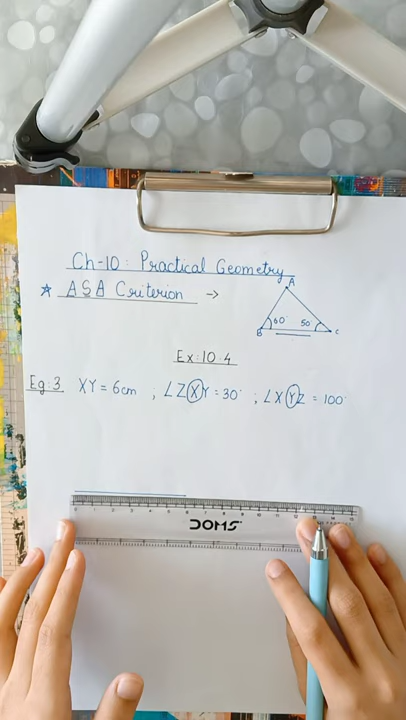 Ch-10: Practical Geometry
☆ ASA Criterion →
A
60° 50°
B C
Ex: 10.4
Eg:3 XY = 6cm ; ∠ZXY = 30° ; ∠XYZ = 100°
DOMS